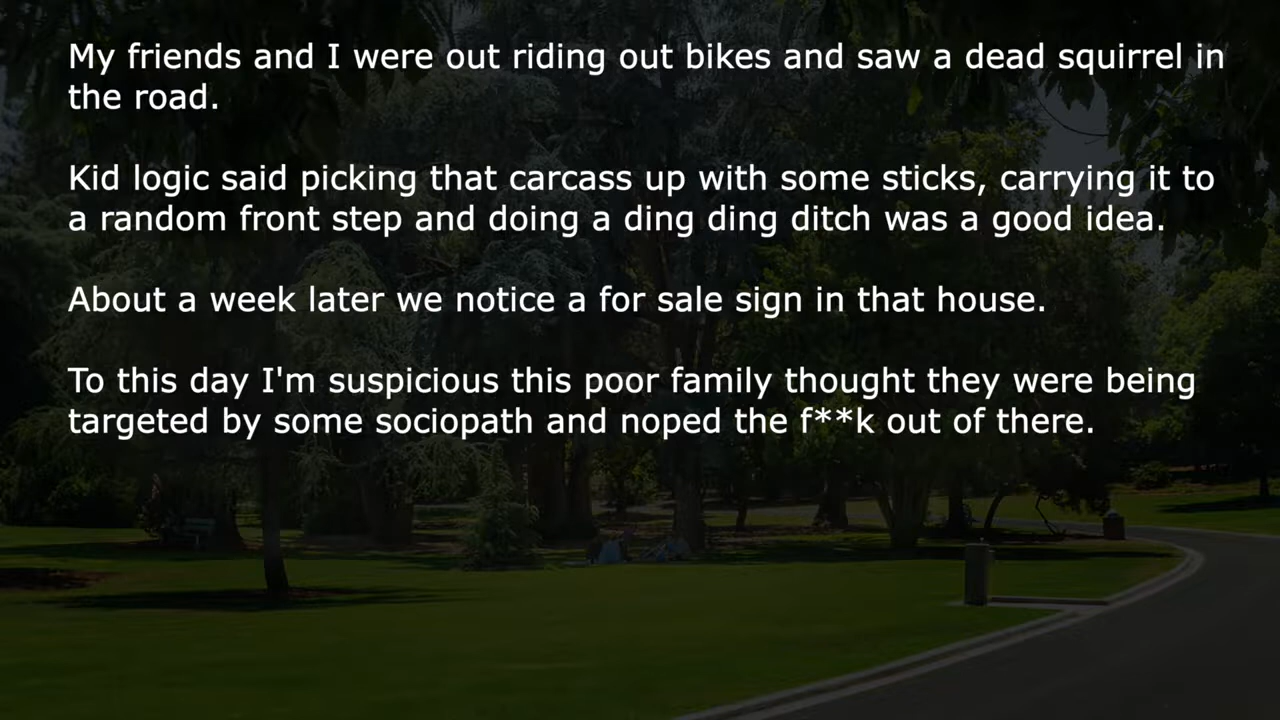 My friends and I were out riding out bikes and saw a dead squirrel in
the road.
Kid logic said picking that carcass up with some sticks, carrying it to
a random front step and doing a ding ding ditch was a good idea.
About a week later we notice a for sale sign in that house.
To this day I'm suspicious this poor family thought they were being
targeted by some sociopath and noped the f**k out of there.